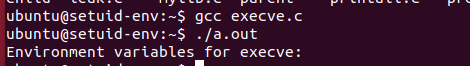 ubuntu@setuid-env:~$ gcc execve.c
ubuntu@setuid-env:~$ ./a.out
Environment variables for execve: